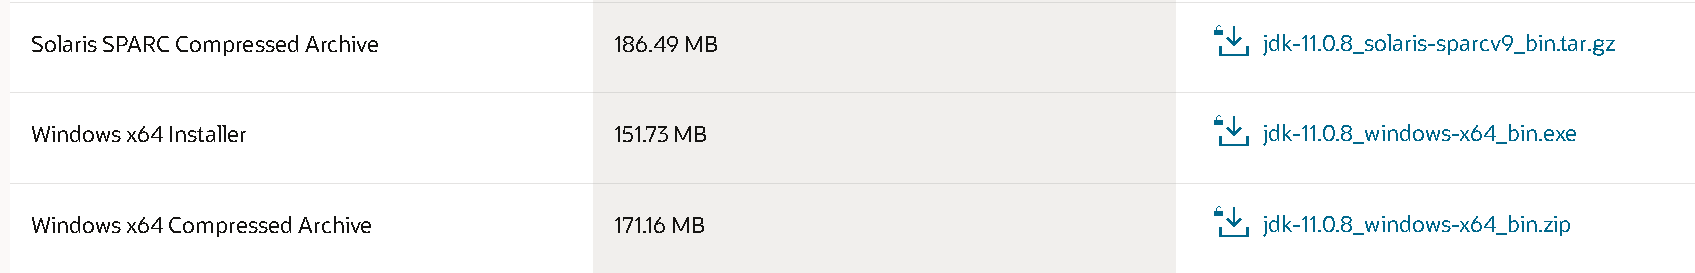 Solaris SPARC Compressed Archive 186.49 MB jdk-11.0.8_solaris-sparcv9_bin.tar.gz
Windows x64 Installer 151.73 MB jdk-11.0.8_windows-x64_bin.exe
Windows x64 Compressed Archive 171.16 MB jdk-11.0.8_windows-x64_bin.zip